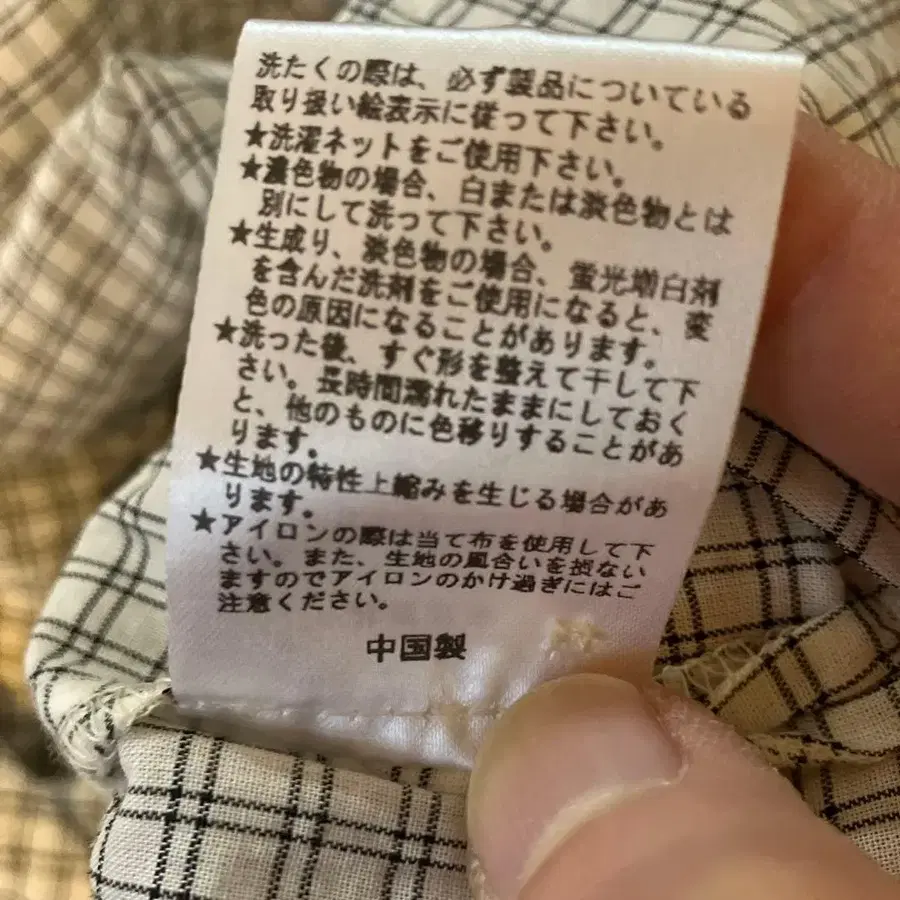 洗たくの際は、必ず製品についている
取り扱い絵表示に従って下さい。
★洗濯ネットをご使用下さい。
★濃色物の場合、白または淡色物とは
別にして洗って下さい。
★生成り、淡色物の場合、蛍光増白剤
を含んだ洗剤をご使用になると、変
色の原因になることがあります。
★洗った後、すぐ形を整えて干して下
さい。長時間濡れたままにしておく
と、他のものに色移りすることがあ
ります。
★生地の特性上縮みを生じる場合があ
ります。
★アイロンの際は当て布を使用して下
さい。また、生地の風合いを損ない
ますのでアイロンのかけ過ぎにはご
注意ください。
中国製